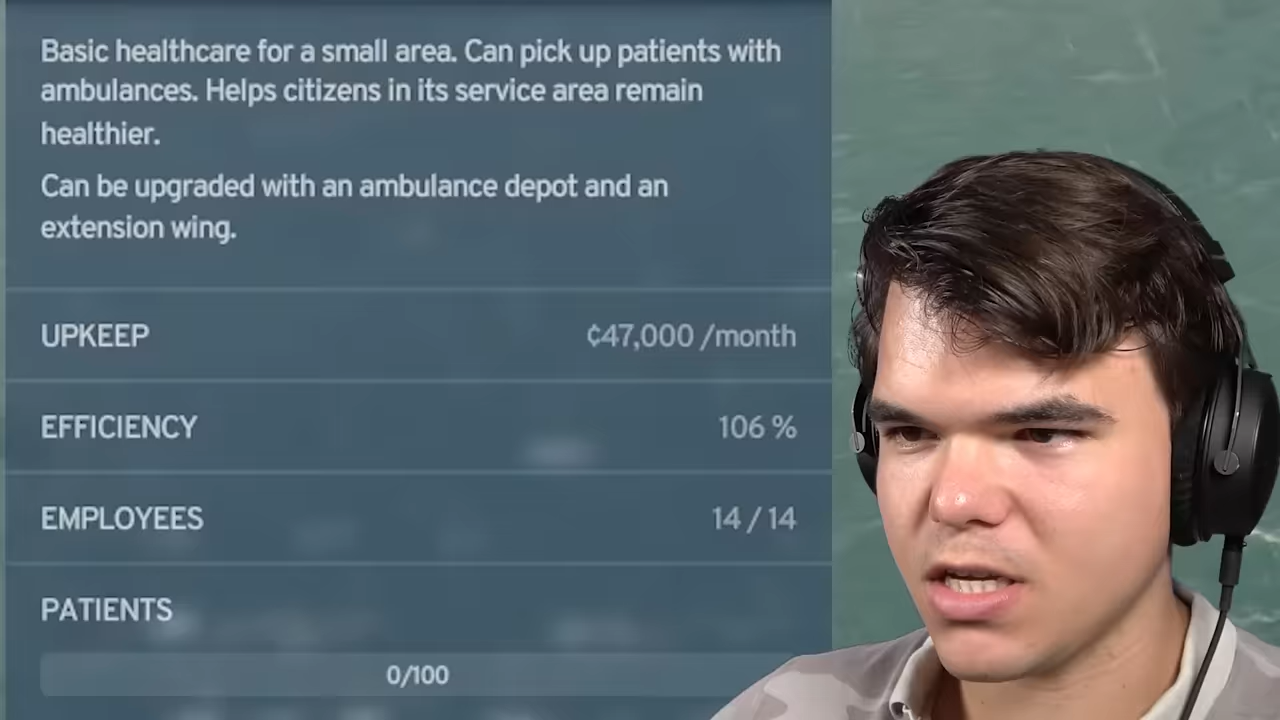 Basic healthcare for a small area. Can pick up patients with
ambulances. Helps citizens in its service area remain
healthier.
Can be upgraded with an ambulance depot and an
extension wing.
UPKEEP ¢47,000 /month
EFFICIENCY 106 %
EMPLOYEES 14 / 14
PATIENTS
0/100